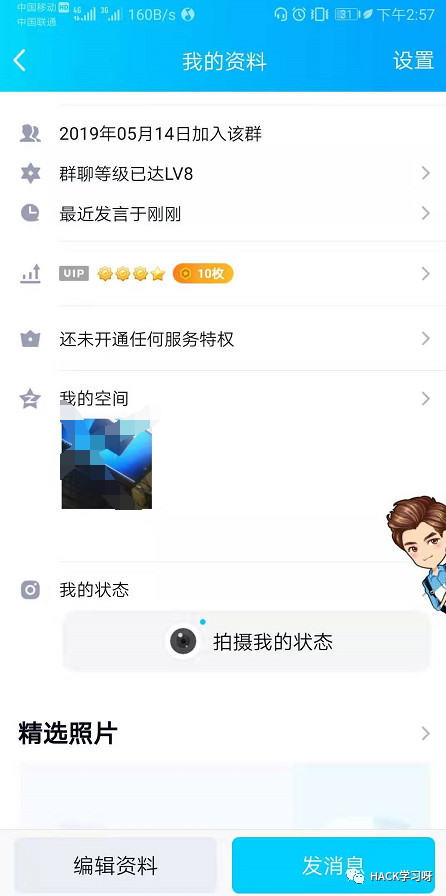 中国移动 HD 4G 3G 160B/s 31 下午2:57
中国联通
我的资料 设置
2019年05月14日加入该群
群聊等级已达LV8
最近发言于刚刚
VIP 10枚
还未开通任何服务特权
我的空间
我的状态
拍摄我的状态
精选照片
编辑资料 发消息
HACK学习呀